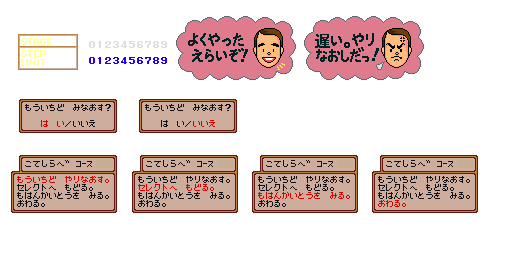 STAGE
STEP
LIMIT
0123456789
0123456789
よくやった
えらいぞ!
遅い。やり
なおしだっ!
もういちど みなおす?
は い/いいえ
もういちど みなおす?
は い/いいえ
こてしらべ コース
もういちど やりなおす。
セレクトへ もどる。
もはんかいとうを みる。
おわる。
こてしらべ コース
もういちど やりなおす。
セレクトへ もどる。
もはんかいとうを みる。
おわる。
こてしらべ コース
もういちど やりなおす。
セレクトへ もどる。
もはんかいとうを みる。
おわる。
こてしらべ コース
もういちど やりなおす。
セレクトへ もどる。
もはんかいとうを みる。
おわる。